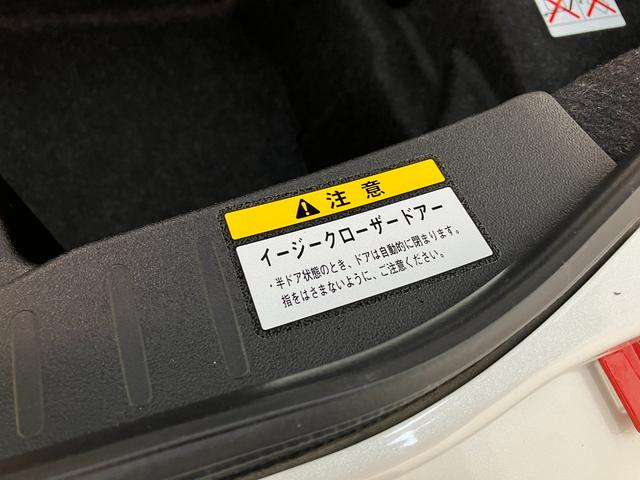 注意
イージークローザードアー
・半ドア状態のとき、ドアは自動的に閉まります。
指をはさまないように、ご注意ください。